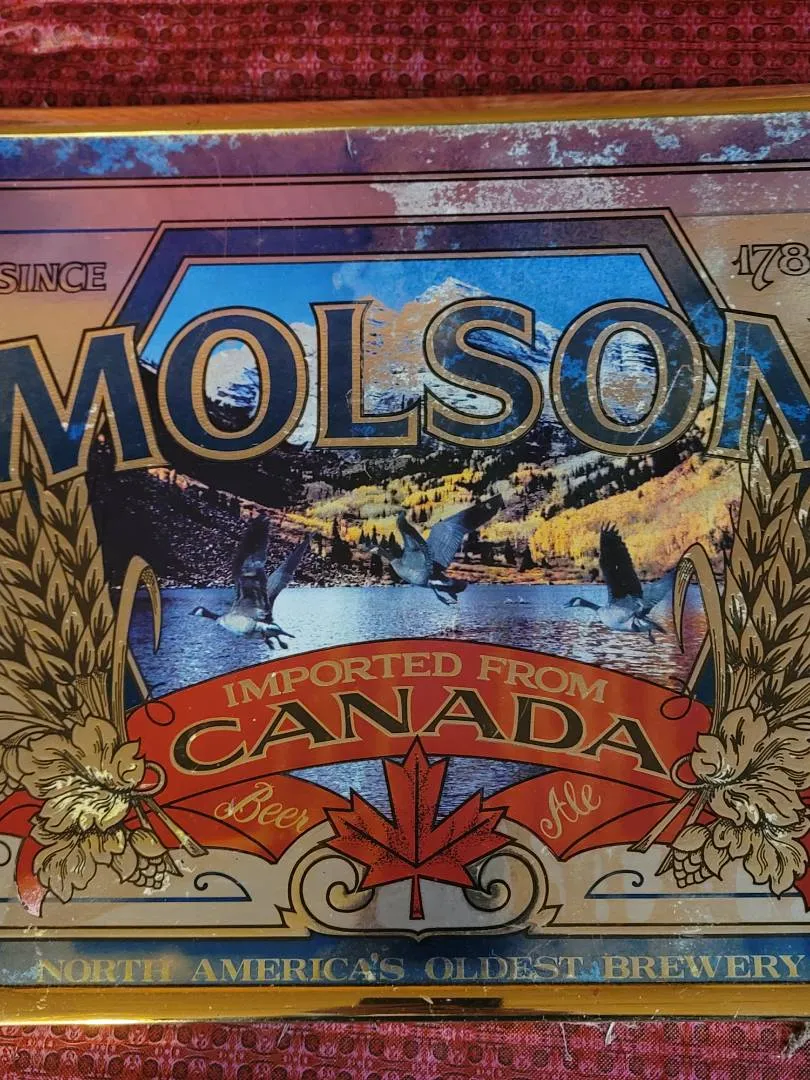 SINCE 178
MOLSON
IMPORTED FROM
CANADA
Beer Ale
NORTH AMERICA'S OLDEST BREWERY